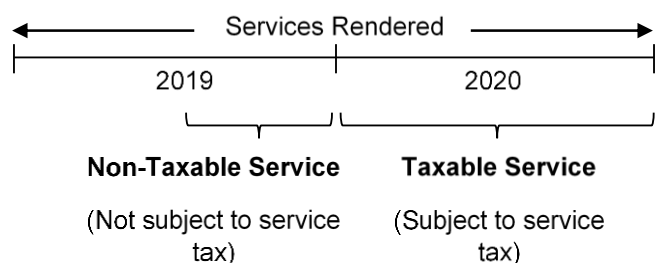 Services Rendered
2019 2020
Non-Taxable Service Taxable Service
(Not subject to service (Subject to service
tax) tax)